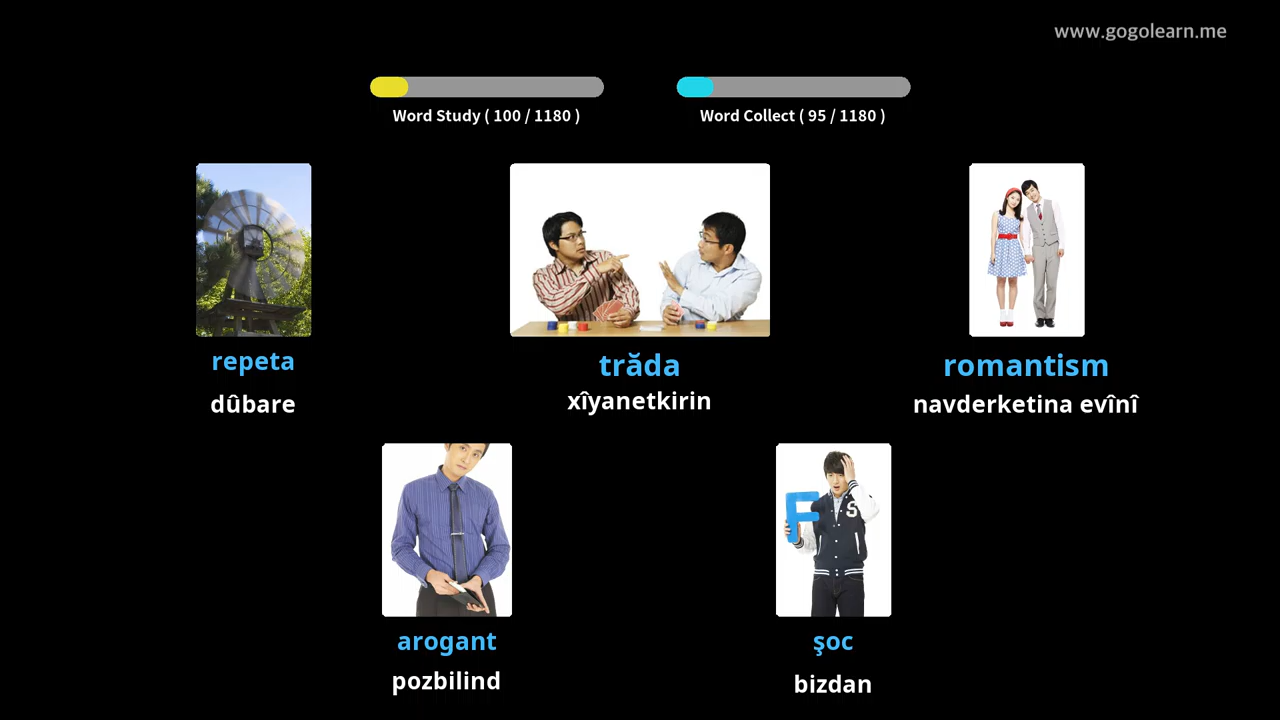 www.gogolearn.me
Word Study ( 100 / 1180 )
Word Collect ( 95 / 1180 )
repeta
dûbare
trăda
xîyanetkirin
romantism
navderketina evînî
F
S
arogant
pozbilind
şoc
bizdan